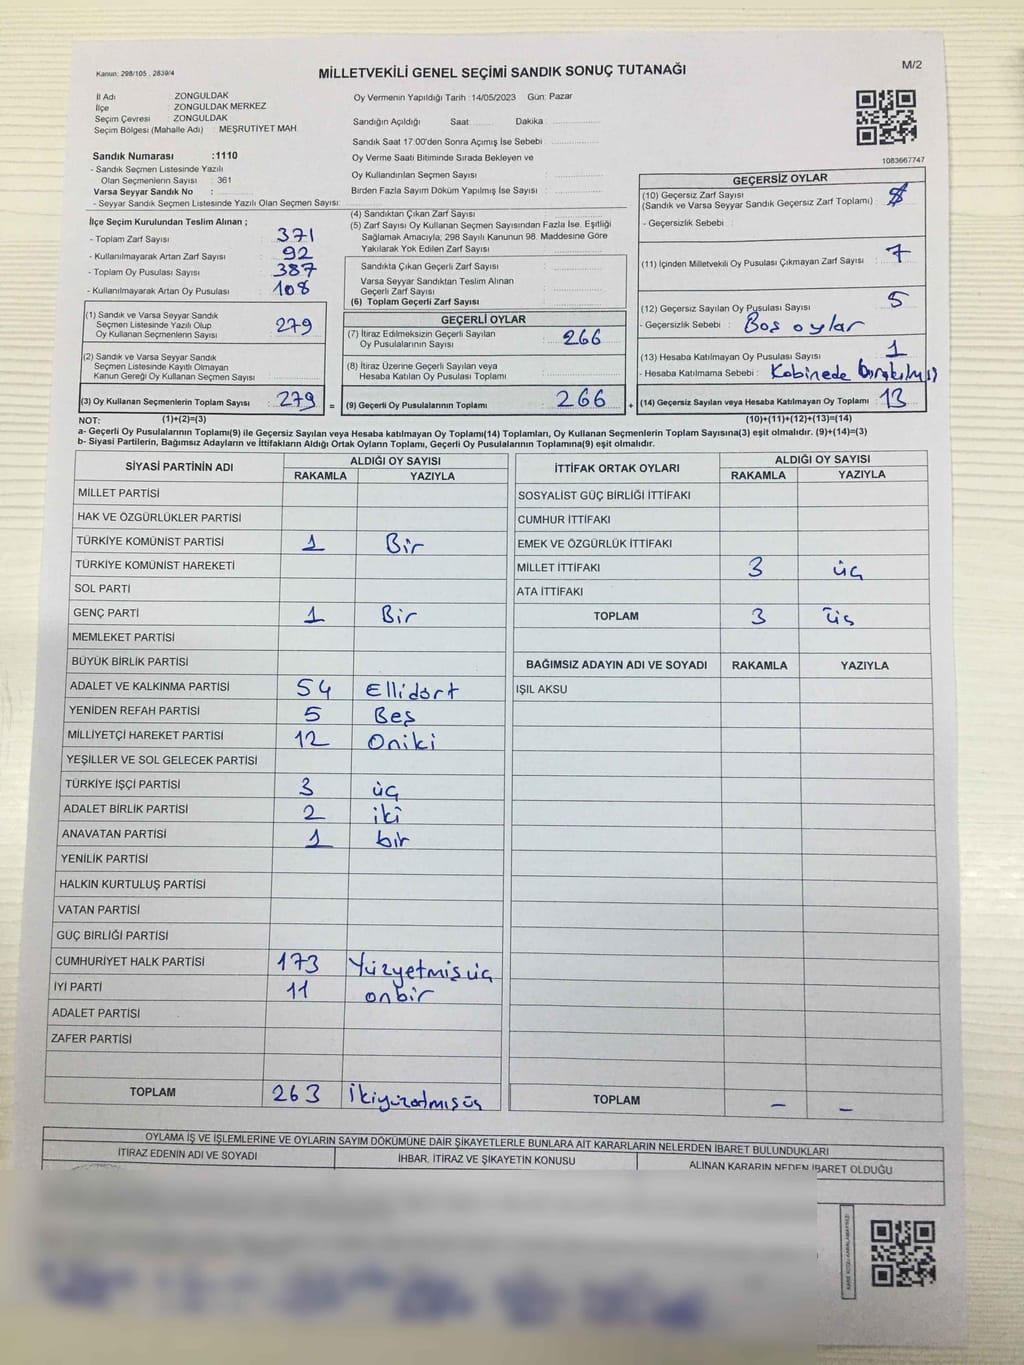 Kanun: 298/105 , 2839/4
MİLLETVEKİLİ GENEL SEÇİMİ SANDIK SONUÇ TUTANAĞI
M/2
İl Adı : ZONGULDAK
İlçe : ZONGULDAK MERKEZ
Seçim Çevresi : ZONGULDAK
Seçim Bölgesi (Mahalle Adı) : MEŞRUTİYET MAH.
Oy Vermenin Yapıldığı Tarih :14/05/2023 Gün: Pazar
Sandığın Açıldığı Saat: Dakika :
Sandık Saat 17:00'den Sonra Açımış İse Sebebi :
Oy Verme Saati Bitiminde Sırada Bekleyen ve
Oy Kullandırılan Seçmen Sayısı :
Birden Fazla Sayım Döküm Yapılmış İse Sayısı :
1083667747
Sandık Numarası :1110
- Sandık Seçmen Listesinde Yazılı
Olan Seçmenlerin Sayısı : 361
Varsa Seyyar Sandık No :
- Seyyar Sandık Seçmen Listesinde Yazılı Olan Seçmen Sayısı:
İlçe Seçim Kurulundan Teslim Alınan ;
- Toplam Zarf Sayısı : 371
- Kullanılmayarak Artan Zarf Sayısı : 92
- Toplam Oy Pusulası Sayısı : 387
- Kullanılmayarak Artan Oy Pusulası : 108
(1) Sandık ve Varsa Seyyar Sandık
Seçmen Listesinde Yazılı Olup
Oy Kullanan Seçmenlerin Sayısı : 279
(2) Sandık ve Varsa Seyyar Sandık
Seçmen Listesinde Kayıtlı Olmayan
Kanun Gereği Oy Kullanan Seçmen Sayısı :
(3) Oy Kullanan Seçmenlerin Toplam Sayısı : 279 =
(4) Sandıktan Çıkan Zarf Sayısı :
(5) Zarf Sayısı Oy Kullanan Seçmen Sayısından Fazla İse, Eşitliği
Sağlamak Amacıyla; 298 Sayılı Kanunun 98. Maddesine Göre
Yakılarak Yok Edilen Zarf Sayısı :
Sandıkta Çıkan Geçerli Zarf Sayısı :
Varsa Seyyar Sandıktan Teslim Alınan
Geçerli Zarf Sayısı :
(6) Toplam Geçerli Zarf Sayısı :
GEÇERLİ OYLAR
(7) İtiraz Edilmeksizin Geçerli Sayılan
Oy Pusulalarının Sayısı : 266
(8) İtiraz Üzerine Geçerli Sayılan veya
Hesaba Katılan Oy Pusulası Toplamı :
(9) Geçerli Oy Pusulalarının Toplamı : 266 +
GEÇERSİZ OYLAR
(10) Geçersiz Zarf Sayısı
(Sandık ve Varsa Seyyar Sandık Geçersiz Zarf Toplamı) :
- Geçersizlik Sebebi :
(11) İçinden Milletvekili Oy Pusulası Çıkmayan Zarf Sayısı : 7
(12) Geçersiz Sayılan Oy Pusulası Sayısı : 5
- Geçersizlik Sebebi : Boş oylar
(13) Hesaba Katılmayan Oy Pusulası Sayısı : 1
- Hesaba Katılmama Sebebi : Kabinede bırakılmış
(14) Geçersiz Sayılan veya Hesaba Katılmayan Oy Toplamı : 13
NOT: (1)+(2)=(3) (10)+(11)+(12)+(13)=(14)
a- Geçerli Oy Pusulalarının Toplamı(9) ile Geçersiz Sayılan veya Hesaba katılmayan Oy Toplamı(14) Toplamları, Oy Kullanan Seçmenlerin Toplam Sayısına(3) eşit olmalıdır. (9)+(14)=(3)
b- Siyasi Partilerin, Bağımsız Adayların ve İttifakların Aldığı Ortak Oyların Toplamı, Geçerli Oy Pusulalarının Toplamına(9) eşit olmalıdır.
SİYASİ PARTİNİN ADI ALDIĞI OY SAYISI
RAKAMLA YAZIYLA
MİLLET PARTİSİ
HAK VE ÖZGÜRLÜKLER PARTİSİ
TÜRKİYE KOMÜNİST PARTİSİ 1 Bir
TÜRKİYE KOMÜNİST HAREKETİ
SOL PARTİ
GENÇ PARTİ 1 Bir
MEMLEKET PARTİSİ
BÜYÜK BİRLİK PARTİSİ
ADALET VE KALKINMA PARTİSİ 54 Ellidört
YENİDEN REFAH PARTİSİ 5 Beş
MİLLİYETÇİ HAREKET PARTİSİ 12 Oniki
YEŞİLLER VE SOL GELECEK PARTİSİ
TÜRKİYE İŞÇİ PARTİSİ 3 üç
ADALET BİRLİK PARTİSİ 2 iki
ANAVATAN PARTİSİ 1 bir
YENİLİK PARTİSİ
HALKIN KURTULUŞ PARTİSİ
VATAN PARTİSİ
GÜÇ BİRLİĞİ PARTİSİ
CUMHURİYET HALK PARTİSİ 173 Yüzyetmişüç
İYİ PARTİ 11 onbir
ADALET PARTİSİ
ZAFER PARTİSİ
TOPLAM 263 İkiyüzatmışüç
İTTİFAK ORTAK OYLARI ALDIĞI OY SAYISI
RAKAMLA YAZIYLA
SOSYALİST GÜÇ BİRLİĞİ İTTİFAKI
CUMHUR İTTİFAKI
EMEK VE ÖZGÜRLÜK İTTİFAKI
MİLLET İTTİFAKI 3 üç
ATA İTTİFAKI
TOPLAM 3 üç
BAĞIMSIZ ADAYIN ADI VE SOYADI RAKAMLA YAZIYLA
IŞIL AKSU
TOPLAM - -
OYLAMA İŞ VE İŞLEMLERİNE VE OYLARIN SAYIM DÖKÜMÜNE DAİR ŞİKAYETLERLE BUNLARA AİT KARARLARIN NELERDEN İBARET BULUNDUKLARI
İTİRAZ EDENİN ADI VE SOYADI İHBAR, İTİRAZ VE ŞİKAYETİN KONUSU ALINAN KARARIN NEDEN İBARET OLDUĞU